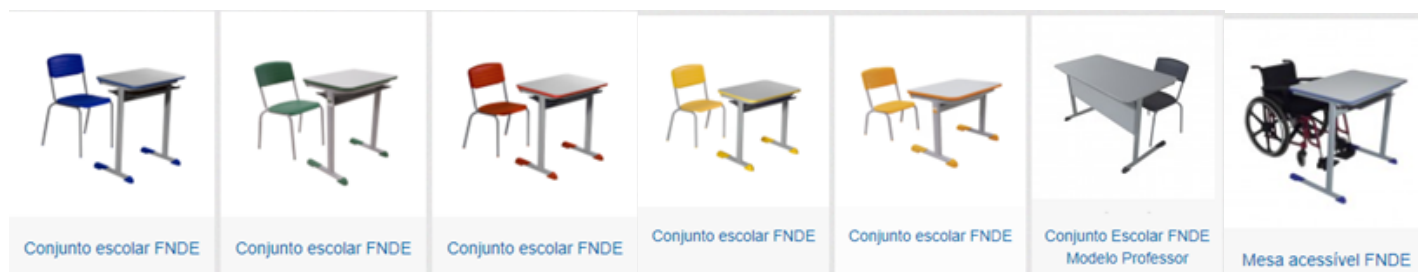 Conjunto escolar FNDE
Conjunto escolar FNDE
Conjunto escolar FNDE
Conjunto escolar FNDE
Conjunto escolar FNDE
Conjunto Escolar FNDE
Modelo Professor
Mesa acessível FNDE